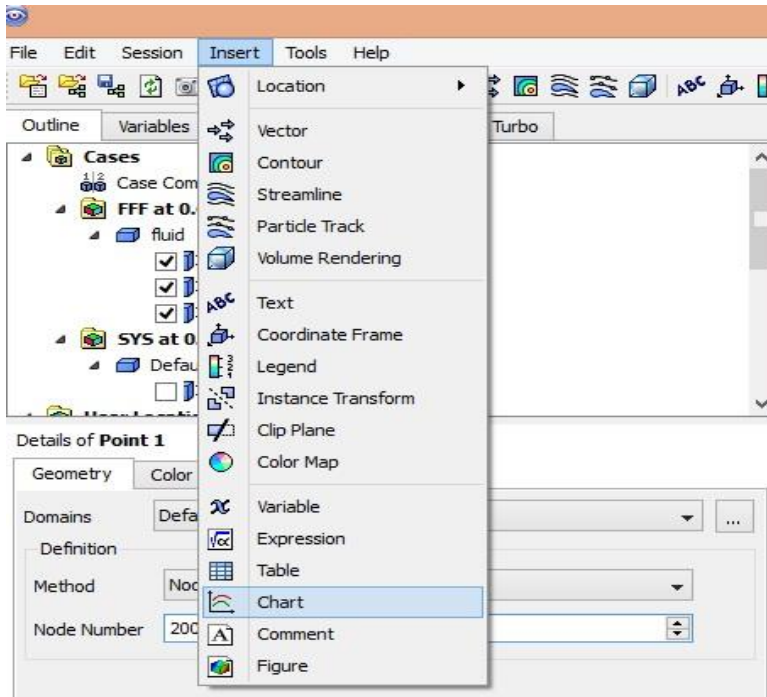 File Edit Session Insert Tools Help
Outline Variables Turbo
Cases
Case Com
FFF at 0.
fluid
SYS at 0.
Defau
Location
Vector
Contour
Streamline
Particle Track
Volume Rendering
ABC Text
Coordinate Frame
Legend
Instance Transform
Clip Plane
Color Map
Variable
Expression
Table
Chart
Comment
Figure
Details of Point 1
Geometry Color
Domains Defa ...
Definition
Method Nod
Node Number 200